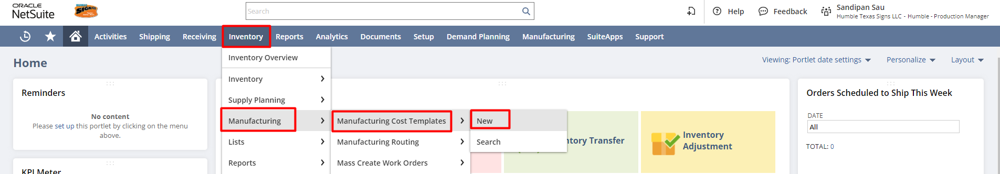 ORACLE
NetSuite
SIGN CO
Search
Help
Feedback
Sandipan Sau
Humble Texas Signs LLC - Humble - Production Manager
Activities
Shipping
Receiving
Inventory
Reports
Analytics
Documents
Setup
Demand Planning
Manufacturing
SuiteApps
Support
Home
Viewing: Portlet date settings
Personalize
Layout
Inventory Overview
Inventory
Supply Planning
Manufacturing
Lists
Reports
Manufacturing Cost Templates
Manufacturing Routing
Mass Create Work Orders
New
Search
Reminders
No content
Please set up this portlet by clicking on the menu
above.
KPI Meter
ntory Transfer
Inventory
Adjustment
Orders Scheduled to Ship This Week
DATE
All
TOTAL: 0